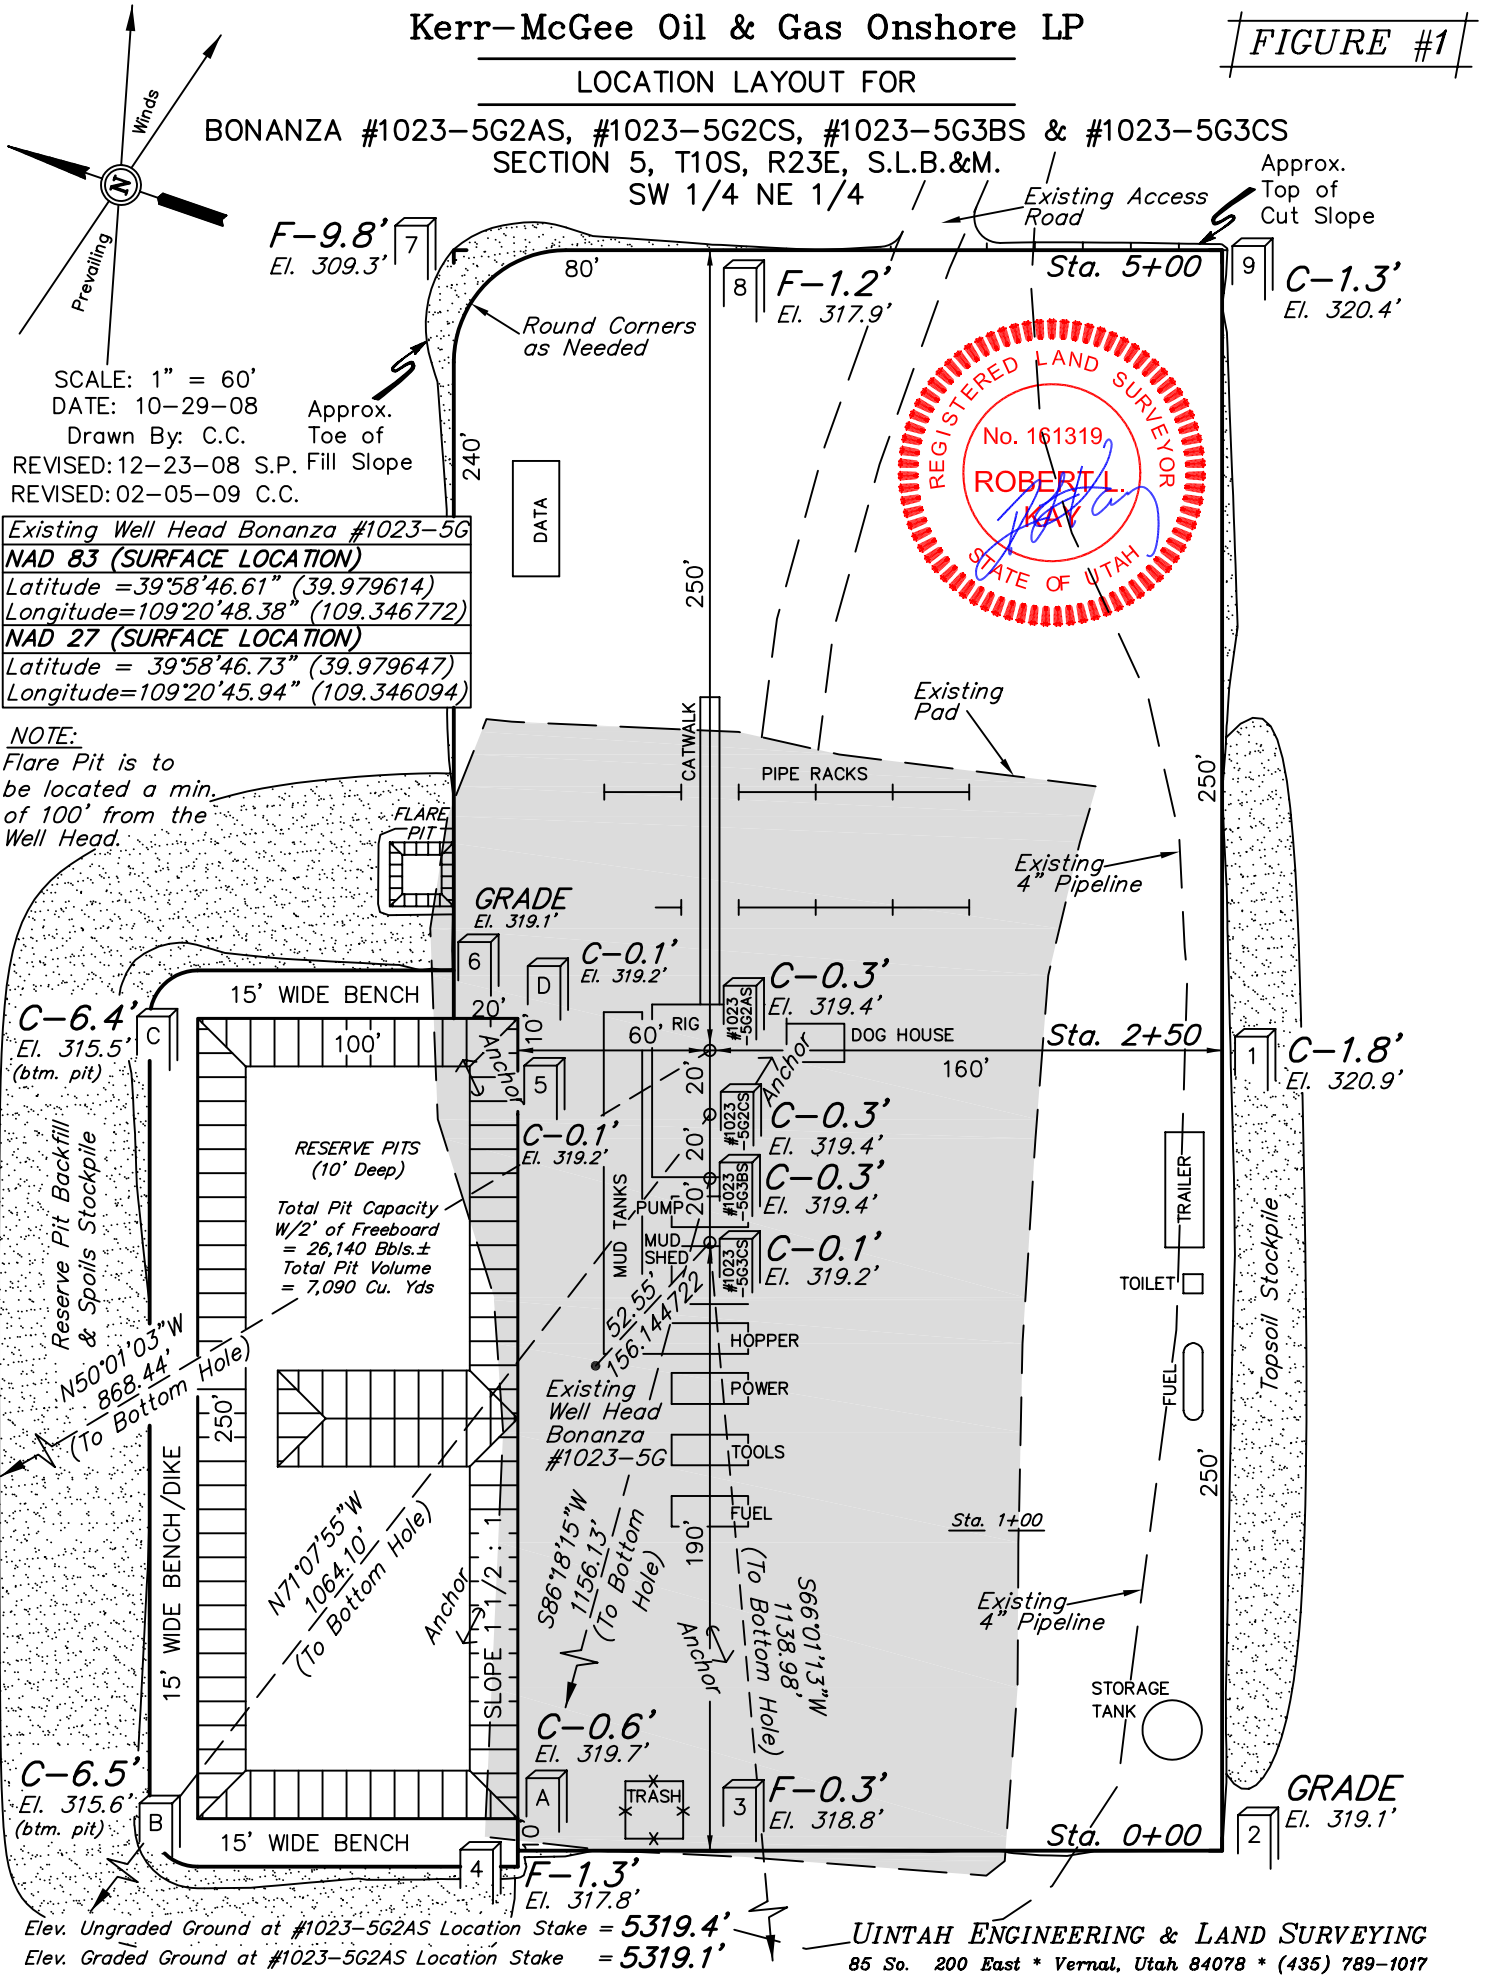 Kerr-McGee Oil & Gas Onshore LP
FIGURE #1
LOCATION LAYOUT FOR
BONANZA #1023-5G2AS, #1023-5G2CS, #1023-5G3BS & #1023-5G3CS
SECTION 5, T10S, R23E, S.L.B.&M.
SW 1/4 NE 1/4
Winds
N
Prevailing
Existing Access
Road
Approx.
Top of
Cut Slope
F-9.8'
El. 309.3'
7
80'
8
F-1.2'
El. 317.9'
Sta. 5+00
9
C-1.3'
El. 320.4'
Round Corners
as Needed
SCALE: 1" = 60'
DATE: 10-29-08
Drawn By: C.C.
REVISED: 12-23-08 S.P.
REVISED: 02-05-09 C.C.
Approx.
Toe of
Fill Slope
240'
DATA
250'
REGISTERED LAND SURVEYOR
No. 161319
ROBERT L.
KAY
STATE OF UTAH
Existing Well Head Bonanza #1023-5G
NAD 83 (SURFACE LOCATION)
Latitude =39°58'46.61" (39.979614)
Longitude=109°20'48.38" (109.346772)
NAD 27 (SURFACE LOCATION)
Latitude = 39°58'46.73" (39.979647)
Longitude=109°20'45.94" (109.346094)
NOTE:
Flare Pit is to
be located a min.
of 100' from the
Well Head.
Existing
Pad
CATWALK
PIPE RACKS
250'
FLARE
PIT
Existing
4" Pipeline
GRADE
El. 319.1'
6
D
C-0.1'
El. 319.2'
C-0.3'
El. 319.4'
#1023
-5G2AS
15' WIDE BENCH
20'
10'
C-6.4'
El. 315.5'
(btm. pit)
C
100'
Anchor
5
60'
RIG
DOG HOUSE
Sta. 2+50
160'
1
C-1.8'
El. 320.9'
20'
Anchor
#1023
-5G2CS
C-0.3'
El. 319.4'
C-0.1'
El. 319.2'
20'
#1023
-5G3BS
C-0.3'
El. 319.4'
20'
Reserve Pit Backfill
& Spoils Stockpile
RESERVE PITS
(10' Deep)
Total Pit Capacity
W/2' of Freeboard
= 26,140 Bbls.±
Total Pit Volume
= 7,090 Cu. Yds
MUD TANKS
PUMP
MUD
SHED
#1023
-5G3CS
C-0.1'
El. 319.2'
TRAILER
TOILET
Topsoil Stockpile
52.55'
156.144722
HOPPER
POWER
TOOLS
FUEL
FUEL
N50°01'03"W
868.44'
(To Bottom Hole)
Existing
Well Head
Bonanza
#1023-5G
250'
250'
15' WIDE BENCH/DIKE
N71°07'55"W
1064.10'
(To Bottom Hole)
Anchor
SLOPE 1 1/2 : 1
S86°18'15"W
1156.13'
(To Bottom
Hole)
190'
Anchor
S66°01'13"W
1138.98'
(To Bottom Hole)
Sta. 1+00
Existing
4" Pipeline
STORAGE
TANK
C-0.6'
El. 319.7'
C-6.5'
El. 315.6'
(btm. pit)
B
A
TRASH
3
F-0.3'
El. 318.8'
GRADE
El. 319.1'
2
15' WIDE BENCH
10'
4
F-1.3'
El. 317.8'
Sta. 0+00
Elev. Ungraded Ground at #1023-5G2AS Location Stake = 5319.4'
Elev. Graded Ground at #1023-5G2AS Location Stake = 5319.1'
UINTAH ENGINEERING & LAND SURVEYING
85 So. 200 East * Vernal, Utah 84078 * (435) 789-1017